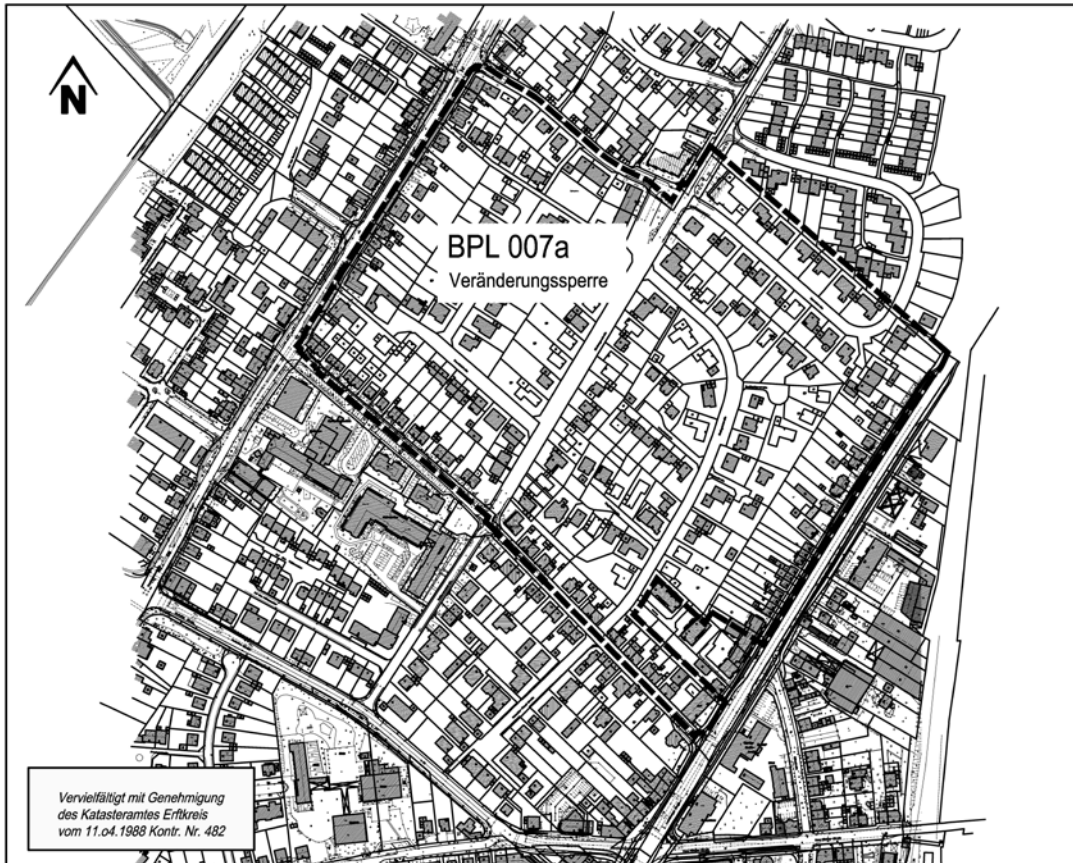 N
BPL 007a
Veränderungssperre
Vervielfältigt mit Genehmigung
des Katasteramtes Erftkreis
vom 11.o4.1988 Kontr. Nr. 482